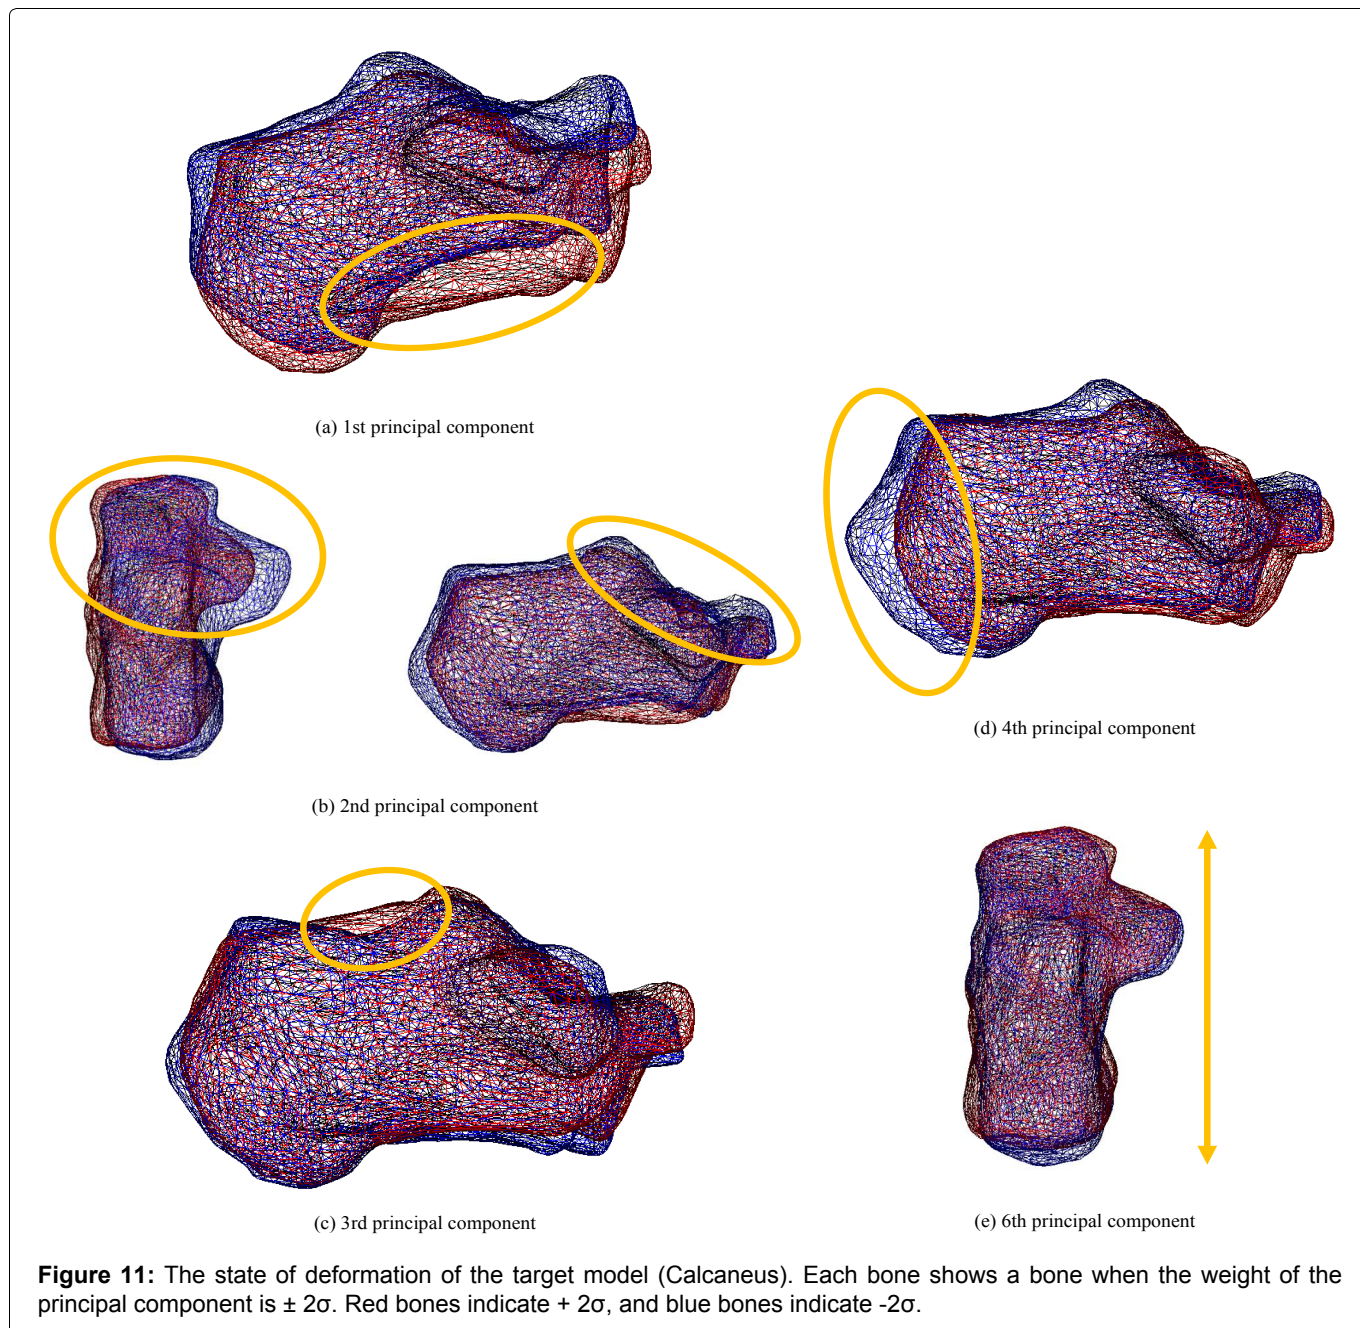 (a) 1st principal component
(b) 2nd principal component
(c) 3rd principal component
(d) 4th principal component
(e) 6th principal component
Figure 11: The state of deformation of the target model (Calcaneus). Each bone shows a bone when the weight of the
principal component is ± 2σ. Red bones indicate + 2σ, and blue bones indicate -2σ.